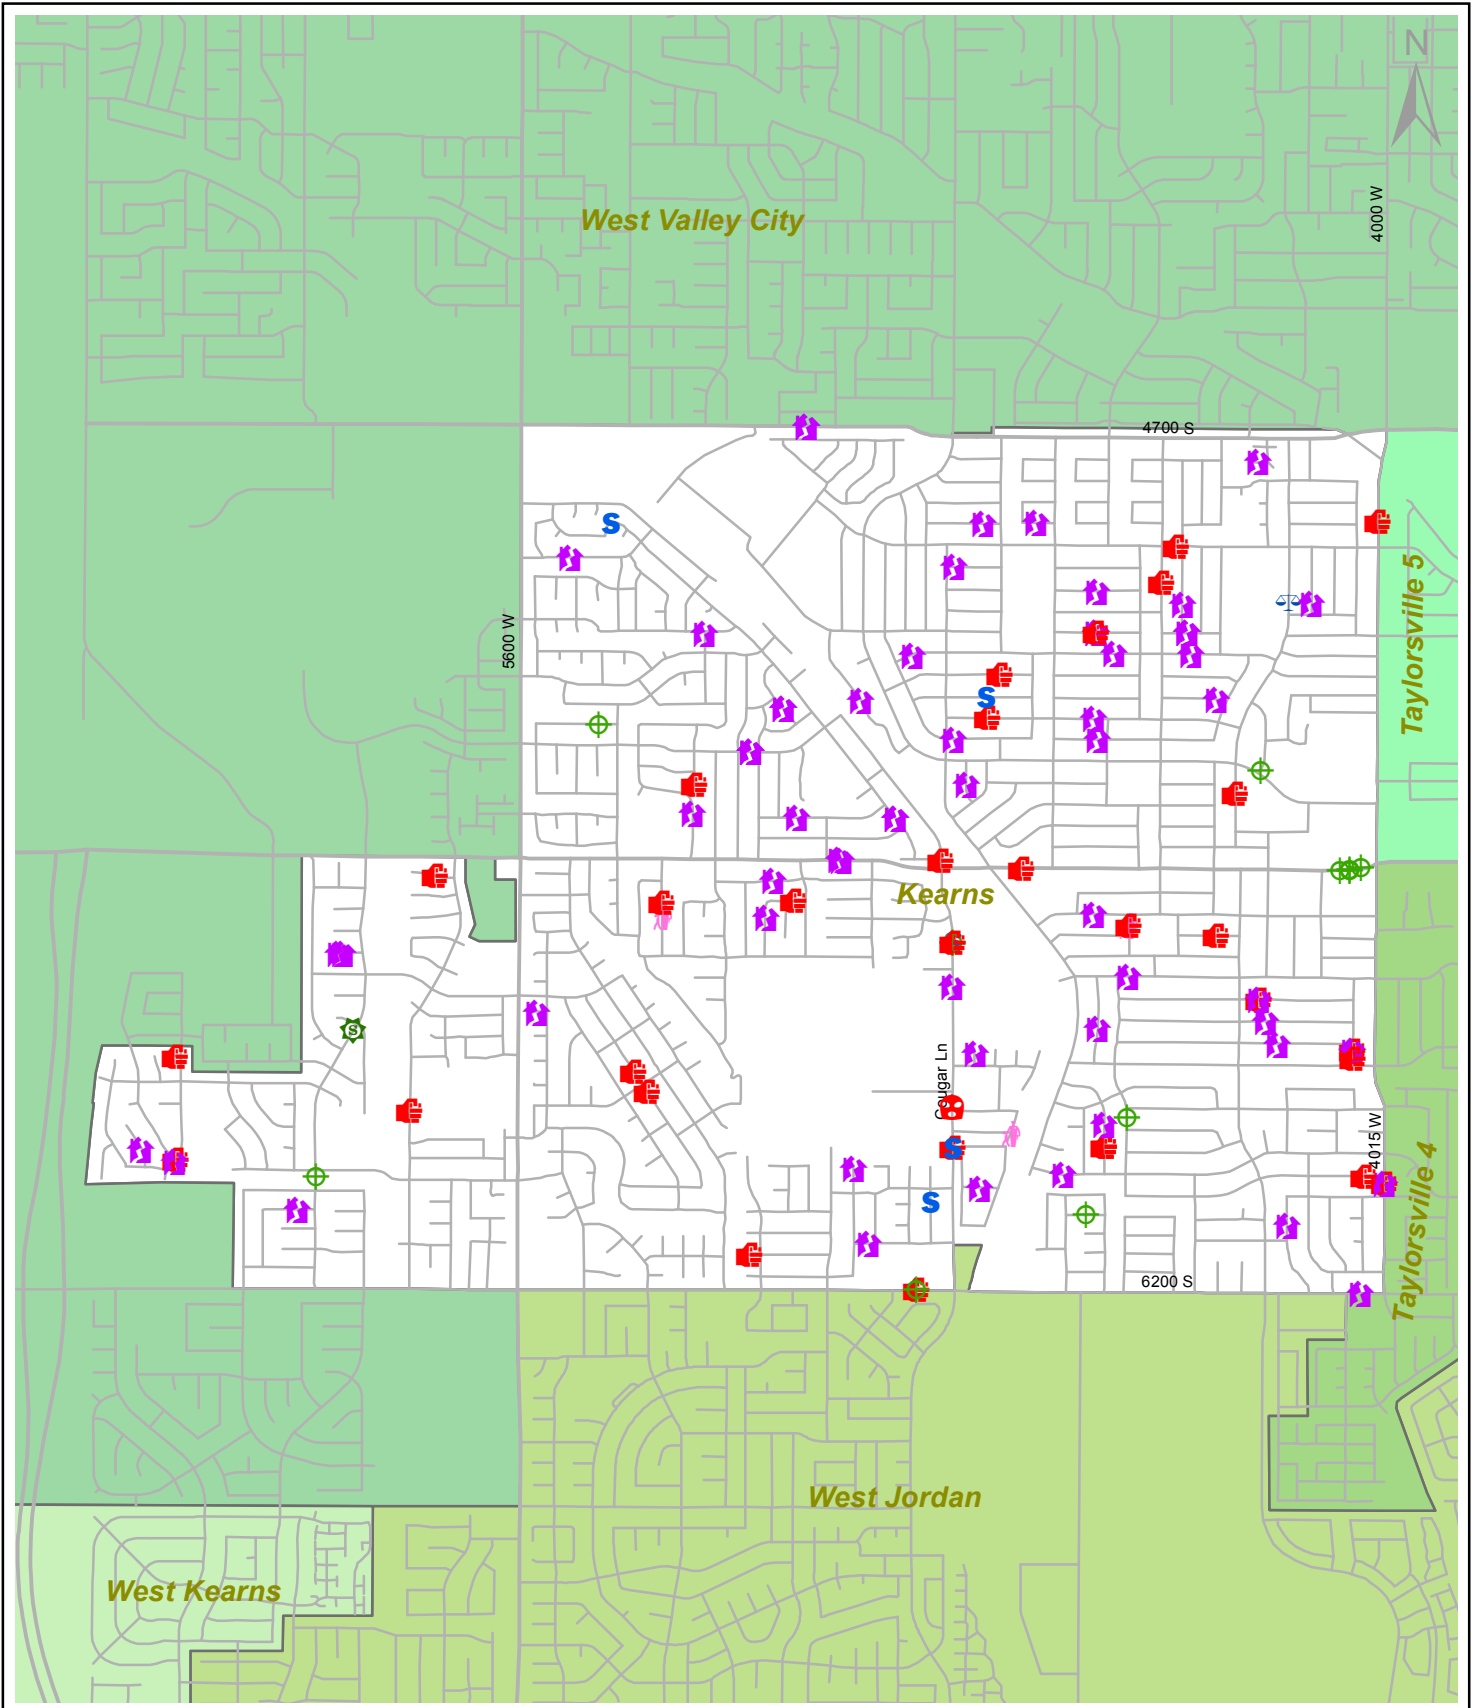 N
West Valley City
4000 W
4700 S
S
Taylorsville 5
5600 W
S
Kearns
S
Cougar Ln
4015 W
S
Taylorsville 4
S
6200 S
West Jordan
West Kearns